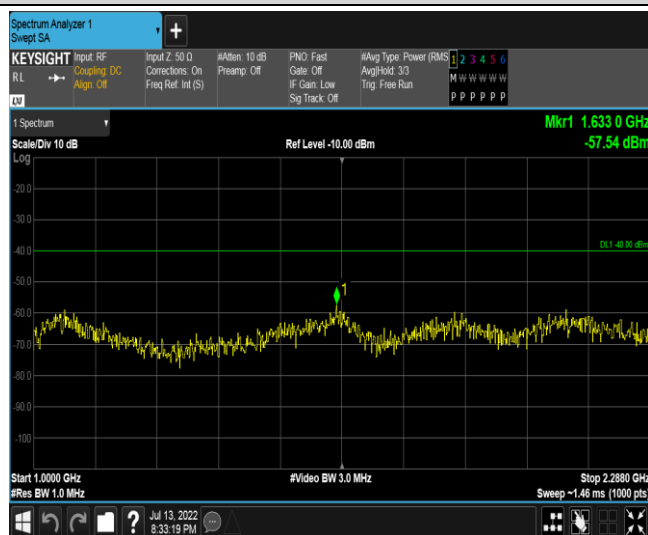 Spectrum Analyzer 1
Swept SA
+
KEYSIGHT
RL
LXI
Input: RF
Coupling: DC
Align: Off
Input Z: 50 Ω
Corrections: On
Freq Ref: Int (S)
#Atten: 10 dB
Preamp: Off
PNO: Fast
Gate: Off
IF Gain: Low
Sig Track: Off
#Avg Type: Power (RMS
Avg|Hold: 3/3
Trig: Free Run
1 2 3 4 5 6
M W W W W W
P P P P P P
1 Spectrum
Mkr1 1.633 0 GHz
-57.54 dBm
Scale/Div 10 dB
Ref Level -10.00 dBm
Log
-20.0
-30.0
-40.0
DL1 -40.00 dBm
-50.0
1
-60.0
-70.0
-80.0
-90.0
-100
Start 1.0000 GHz
#Video BW 3.0 MHz
Stop 2.2880 GHz
#Res BW 1.0 MHz
Sweep ~1.46 ms (1000 pts)
?
Jul 13, 2022
8:33:19 PM